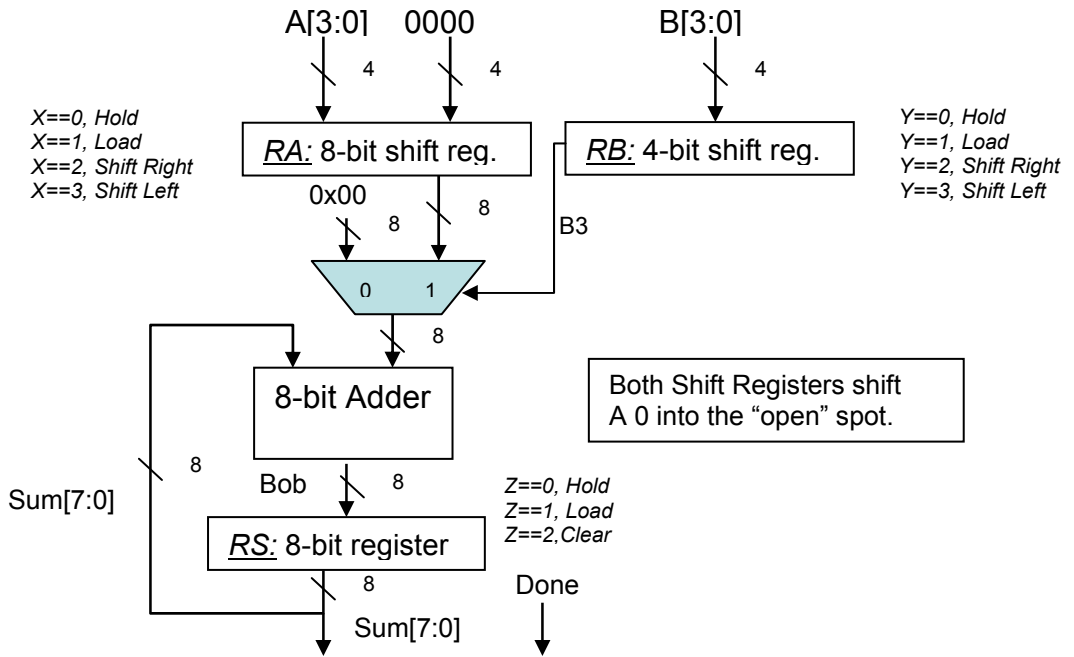 A[3:0] 0000 B[3:0]
4 4 4
X==0, Hold
X==1, Load
X==2, Shift Right
X==3, Shift Left
RA: 8-bit shift reg.
RB: 4-bit shift reg.
Y==0, Hold
Y==1, Load
Y==2, Shift Right
Y==3, Shift Left
0x00
8 8
B3
0 1
8
8-bit Adder
Both Shift Registers shift
A 0 into the “open” spot.
8
Sum[7:0]
Bob 8
Z==0, Hold
Z==1, Load
Z==2,Clear
RS: 8-bit register
8
Done
Sum[7:0]